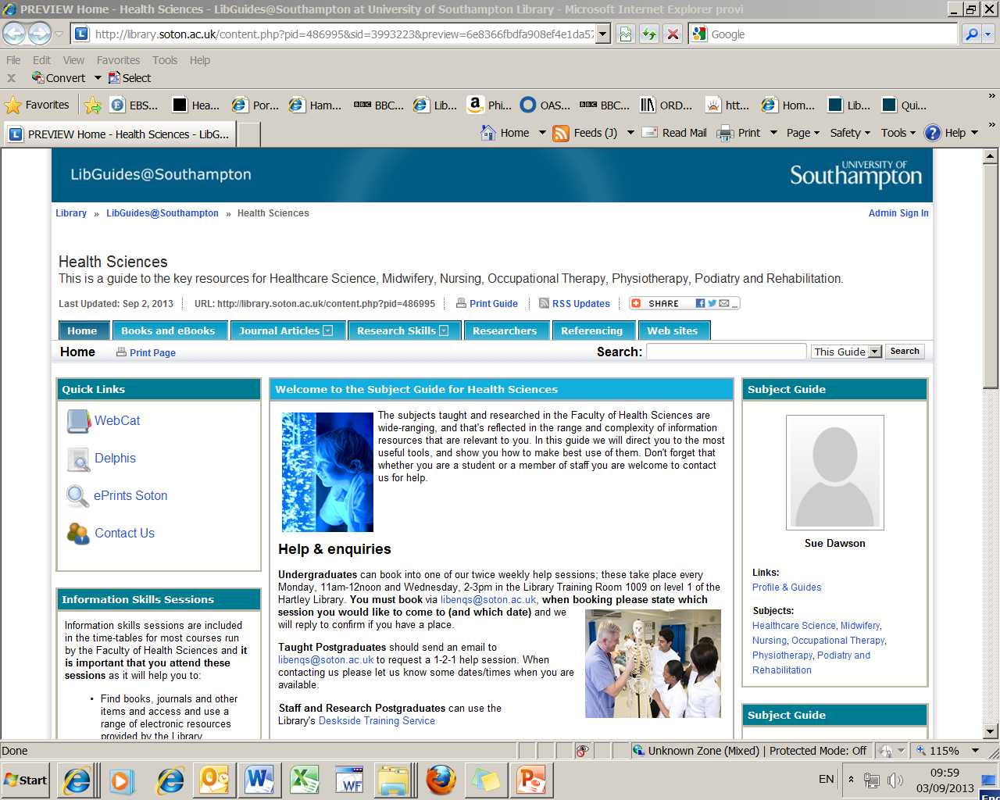 PREVIEW Home - Health Sciences - LibGuides@Southampton at University of Southampton Library - Microsoft Internet Explorer provi
http://library.soton.ac.uk/content.php?pid=486995&sid=3993223&preview=6e8366fbdfa908ef4e1da57
Google
File Edit View Favorites Tools Help
x Convert Select
Favorites EBS... Hea... Por... Ham... BBC BBC... Lib... Phi... OAS... BBC BBC... ORD... htt... Hom... Lib... Qui... »
PREVIEW Home - Health Sciences - LibG...
Home Feeds (J) Read Mail Print Page Safety Tools Help »
LibGuides@Southampton
UNIVERSITY OF
Southampton
Library » LibGuides@Southampton » Health Sciences
Admin Sign In
Health Sciences
This is a guide to the key resources for Healthcare Science, Midwifery, Nursing, Occupational Therapy, Physiotherapy, Podiatry and Rehabilitation.
Last Updated: Sep 2, 2013 URL: http://library.soton.ac.uk/content.php?pid=486995 Print Guide RSS Updates SHARE ...
Home Books and eBooks Journal Articles Research Skills Researchers Referencing Web sites
Home Print Page
Search: This Guide Search
Quick Links
WebCat
Delphis
ePrints Soton
Contact Us
Information Skills Sessions
Information skills sessions are included
in the time-tables for most courses run
by the Faculty of Health Sciences and it
is important that you attend these
sessions as it will help you to:
• Find books, journals and other
items and access and use a
range of electronic resources
provided by the Library
Welcome to the Subject Guide for Health Sciences
The subjects taught and researched in the Faculty of Health Sciences are
wide-ranging, and that's reflected in the range and complexity of information
resources that are relevant to you. In this guide we will direct you to the most
useful tools, and show you how to make best use of them. Don't forget that
whether you are a student or a member of staff you are welcome to contact
us for help.
Help & enquiries
Undergraduates can book into one of our twice weekly help sessions; these take place every
Monday, 11am-12noon and Wednesday, 2-3pm in the Library Training Room 1009 on level 1 of the
Hartley Library. You must book via libenqs@soton.ac.uk, when booking please state which
session you would like to come to (and which date) and we
will reply to confirm if you have a place.
Taught Postgraduates should send an email to
libenqs@soton.ac.uk to request a 1-2-1 help session. When
contacting us please let us know some dates/times when you are
available.
Staff and Research Postgraduates can use the
Library's Deskside Training Service
Subject Guide
Sue Dawson
Links:
Profile & Guides
Subjects:
Healthcare Science, Midwifery,
Nursing, Occupational Therapy,
Physiotherapy, Podiatry and
Rehabilitation
Subject Guide
Done
Unknown Zone (Mixed) | Protected Mode: Off
115%
Start
WF
EN
09:59
03/09/2013